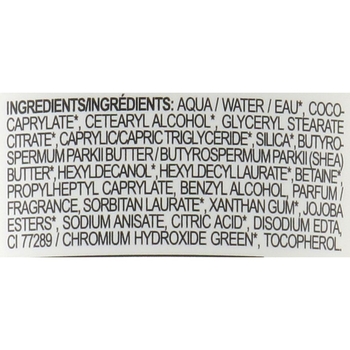 INGREDIENTS/INGRÉDIENTS: AQUA / WATER / EAU*, COCO-
CAPRYLATE*, CETEARYL ALCOHOL*, GLYCERYL STEARATE
CITRATE*, CAPRYLIC/CAPRIC TRIGLYCERIDE*, SILICA*, BUTYRO-
SPERMUM PARKII BUTTER / BUTYROSPERMUM PARKII (SHEA)
BUTTER*, HEXYLDECANOL*, HEXYLDECYL LAURATE*, BETAINE*
PROPYLHEPTYL CAPRYLATE, BENZYL ALCOHOL, PARFUM /
FRAGRANCE, SORBITAN LAURATE*, XANTHAN GUM*, JOJOBA
ESTERS*, SODIUM ANISATE, CITRIC ACID*, DISODIUM EDTA,
CI 77289 / CHROMIUM HYDROXIDE GREEN*, TOCOPHEROL.